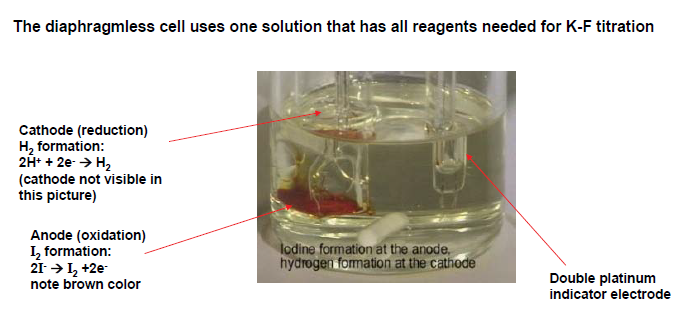 The diaphragmless cell uses one solution that has all reagents needed for K-F titration
Cathode (reduction)
H₂ formation:
2H+ + 2e- → H₂
(cathode not visible in
this picture)
Anode (oxidation)
I₂ formation:
2I- → I₂ +2e-
note brown color
Iodine formation at the anode,
hydrogen formation at the cathode
Double platinum
indicator electrode